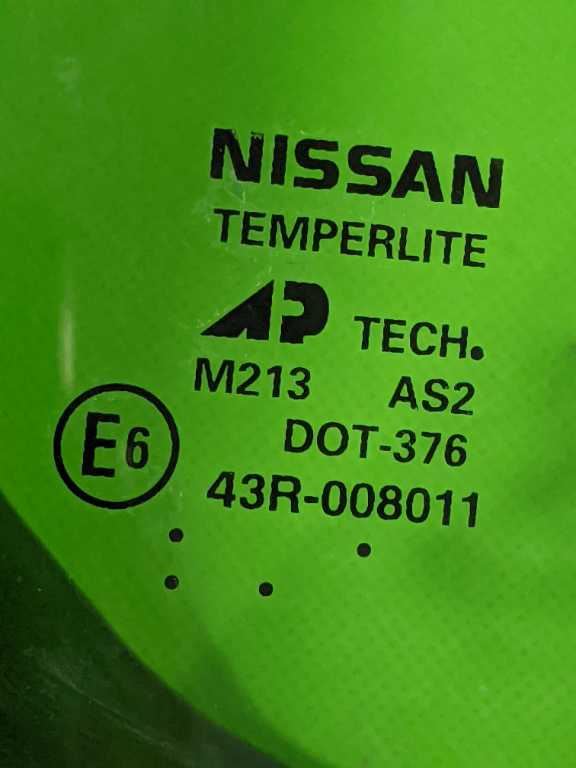 NISSAN
TEMPERLITE
AP TECH.
M213 AS2
DOT-376
E6
43R-008011